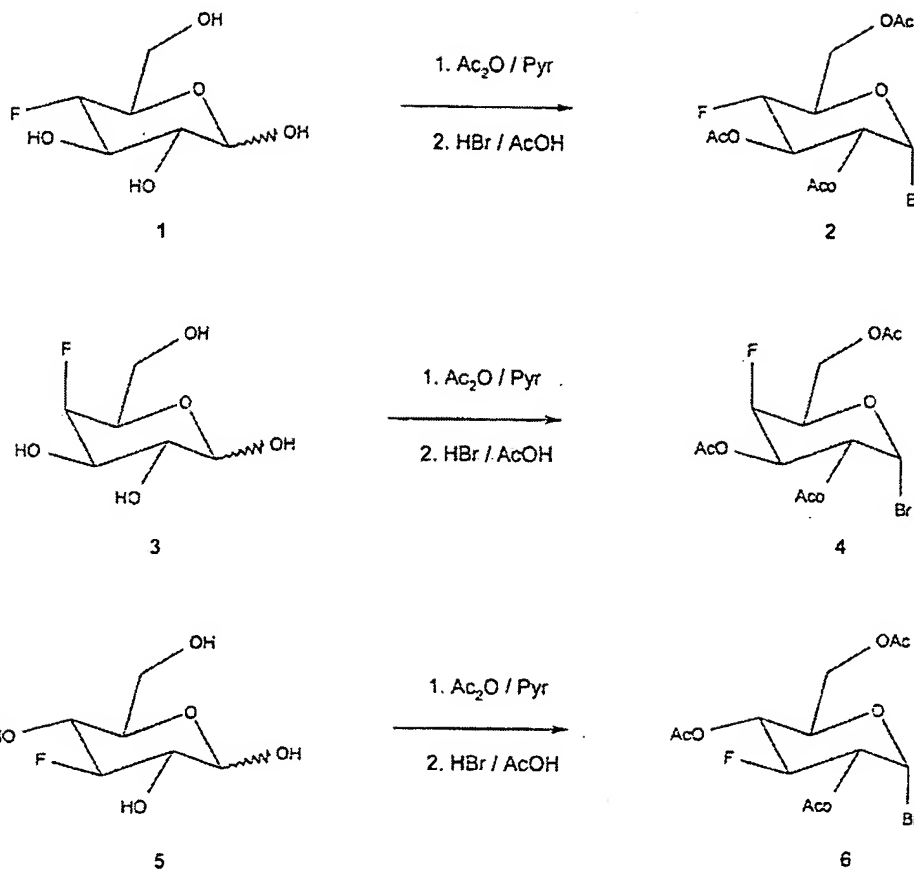 OH
1. Ac₂O / Pyr
OAc
O
F
HO
OH
HO
2. HBr / AcOH
O
F
AcO
Aco
1
2
OH
F
1. Ac₂O / Pyr
OAc
F
O
HO
OH
HO
2. HBr / AcOH
O
AcO
Aco
Br
3
4
OH
1. Ac₂O / Pyr
OAc
O
F
OH
HO
2. HBr / AcOH
AcO
O
F
Aco
5
6